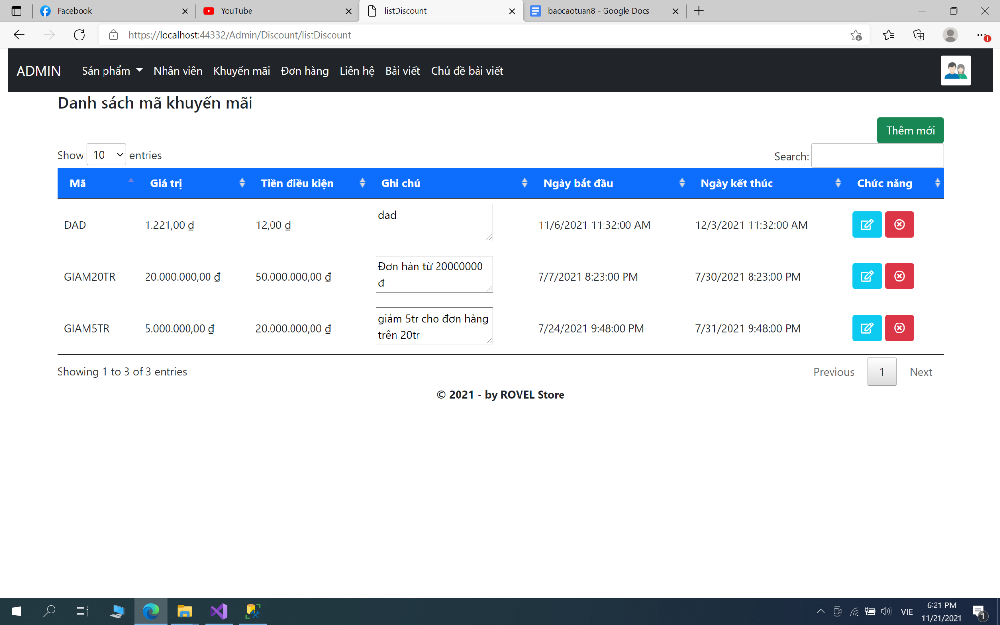 Facebook
YouTube
listDiscount
baocaotuan8 - Google Docs
https://localhost:44332/Admin/Discount/listDiscount
ADMIN Sản phẩm Nhân viên Khuyến mãi Đơn hàng Liên hệ Bài viết Chủ đề bài viết
Danh sách mã khuyến mãi
Thêm mới
Show 10 entries
Search:
Mã Giá trị Tiền điều kiện Ghi chú Ngày bắt đầu Ngày kết thúc Chức năng
DAD 1.221,00 ₫ 12,00 ₫ dad 11/6/2021 11:32:00 AM 12/3/2021 11:32:00 AM
GIAM20TR 20.000.000,00 ₫ 50.000.000,00 ₫ Đơn hàn từ 20000000
đ
7/7/2021 8:23:00 PM 7/30/2021 8:23:00 PM
GIAM5TR 5.000.000,00 ₫ 20.000.000,00 ₫ giảm 5tr cho đơn hàng
trên 20tr
7/24/2021 9:48:00 PM 7/31/2021 9:48:00 PM
Showing 1 to 3 of 3 entries
Previous 1 Next
© 2021 - by ROVEL Store
VIE
6:21 PM
11/21/2021
1